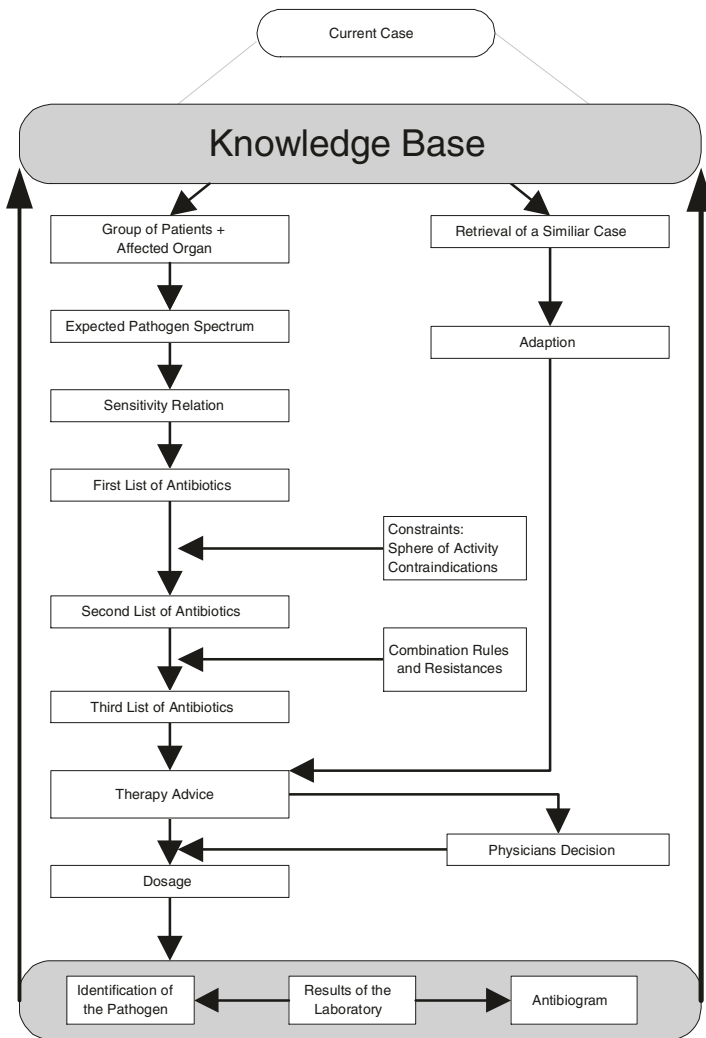 Current Case
Knowledge Base
Group of Patients +
Affected Organ
Retrieval of a Similiar Case
Expected Pathogen Spectrum
Adaption
Sensitivity Relation
First List of Antibiotics
Constraints:
Sphere of Activity
Contraindications
Second List of Antibiotics
Combination Rules
and Resistances
Third List of Antibiotics
Therapy Advice
Physicians Decision
Dosage
Identification of
the Pathogen
Results of the
Laboratory
Antibiogram